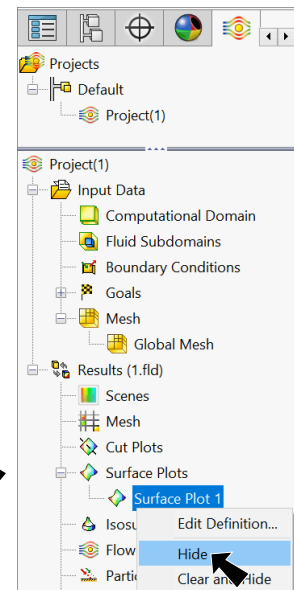 Projects
Default
Project(1)
Project(1)
Input Data
Computational Domain
Fluid Subdomains
Boundary Conditions
Goals
Mesh
Global Mesh
Results (1.fld)
Scenes
Mesh
Cut Plots
Surface Plots
Surface Plot 1
Edit Definition...
Flow
Hide
Clear and Hide